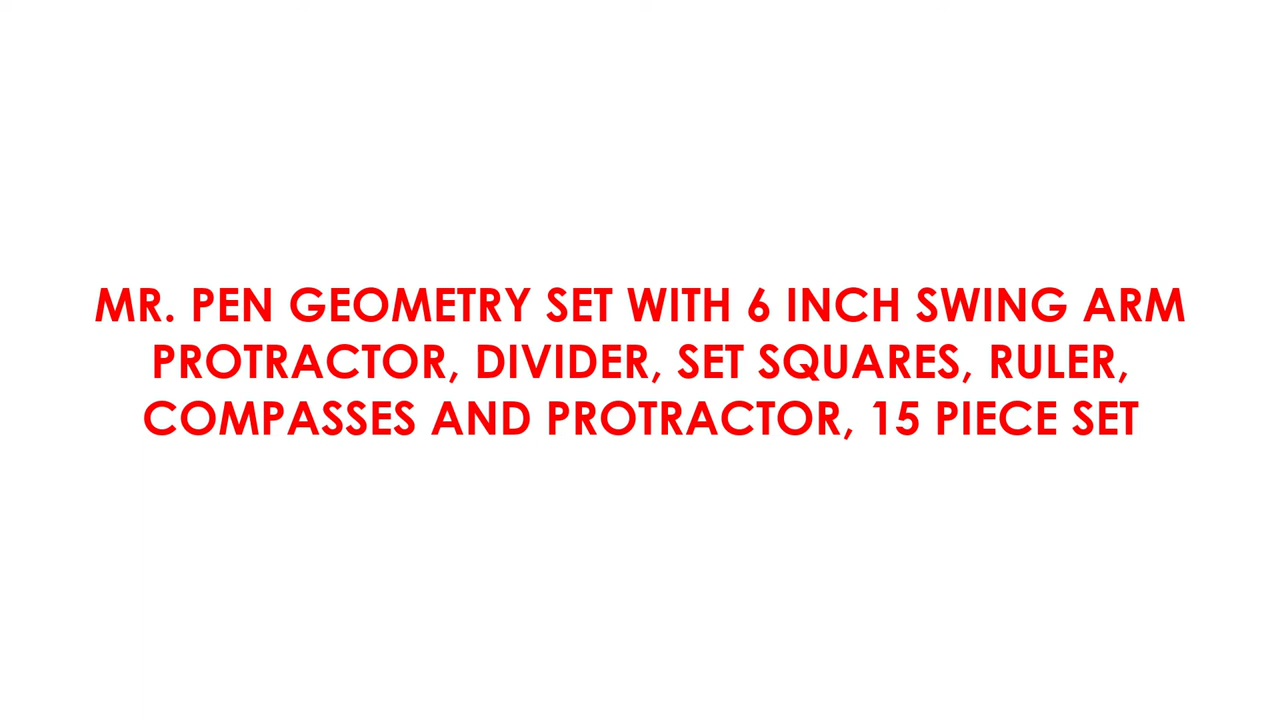 MR. PEN GEOMETRY SET WITH 6 INCH SWING ARM
PROTRACTOR, DIVIDER, SET SQUARES, RULER,
COMPASSES AND PROTRACTOR, 15 PIECE SET